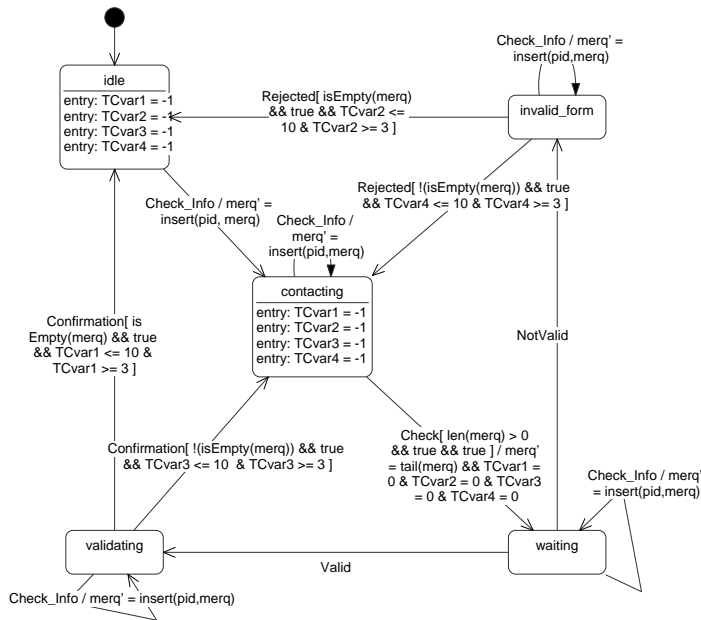 Check_Info / merq' =
insert(pid,merq)
idle
entry: TCvar1 = -1
entry: TCvar2 = -1
entry: TCvar3 = -1
entry: TCvar4 = -1
Rejected[ isEmpty(merq)
&& true && TCvar2 <=
10 & TCvar2 >= 3 ]
invalid_form
Check_Info / merq' =
insert(pid, merq)
Rejected[ !(isEmpty(merq)) && true
&& TCvar4 <= 10 & TCvar4 >= 3 ]
Check_Info /
merq' =
insert(pid,merq)
contacting
entry: TCvar1 = -1
entry: TCvar2 = -1
entry: TCvar3 = -1
entry: TCvar4 = -1
Confirmation[ is
Empty(merq) && true
&& TCvar1 <= 10 &
TCvar1 >= 3 ]
NotValid
Confirmation[ !(isEmpty(merq)) && true
&& TCvar3 <= 10 & TCvar3 >= 3 ]
Check[ len(merq) > 0
&& true && true ] / merq'
= tail(merq) && TCvar1 =
0 & TCvar2 = 0 & TCvar3
= 0 & TCvar4 = 0
Check_Info / merq'
= insert(pid,merq)
validating
waiting
Valid
Check_Info / merq' = insert(pid,merq)